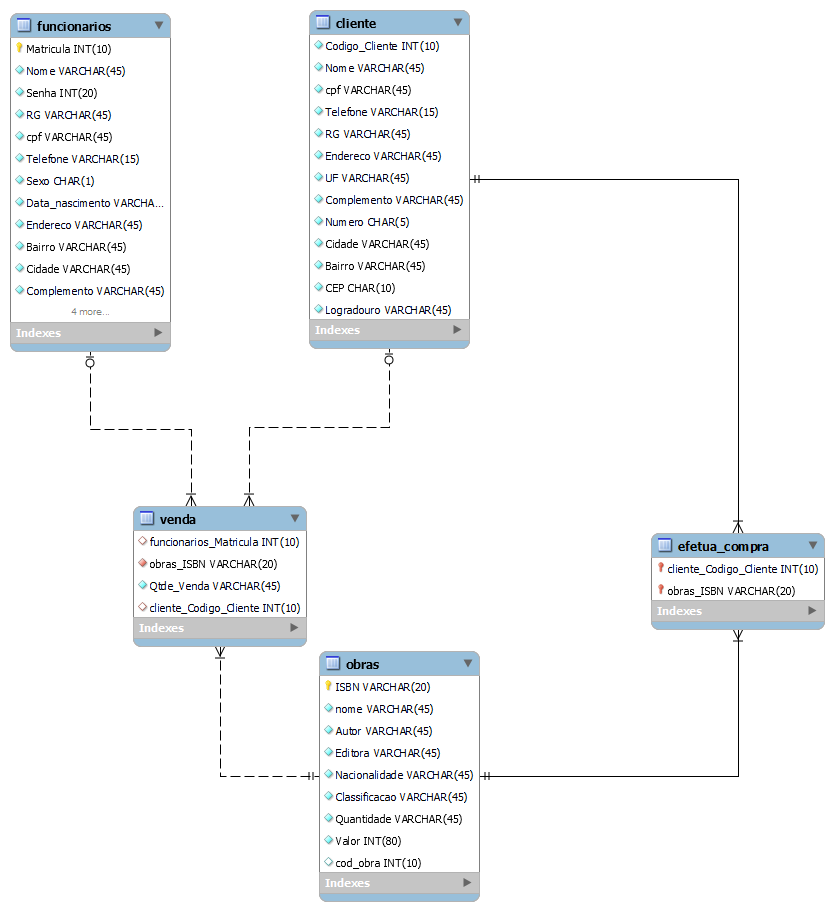 funcionarios
Matricula INT(10)
Nome VARCHAR(45)
Senha INT(20)
RG VARCHAR(45)
cpf VARCHAR(45)
Telefone VARCHAR(15)
Sexo CHAR(1)
Data_nascimento VARCHA...
Endereco VARCHAR(45)
Bairro VARCHAR(45)
Cidade VARCHAR(45)
Complemento VARCHAR(45)
4 more...
Indexes
cliente
Codigo_Cliente INT(10)
Nome VARCHAR(45)
cpf VARCHAR(45)
Telefone VARCHAR(15)
RG VARCHAR(45)
Endereco VARCHAR(45)
UF VARCHAR(45)
Complemento VARCHAR(45)
Numero CHAR(5)
Cidade VARCHAR(45)
Bairro VARCHAR(45)
CEP CHAR(10)
Logradouro VARCHAR(45)
Indexes
venda
funcionarios_Matricula INT(10)
obras_ISBN VARCHAR(20)
Qtde_Venda VARCHAR(45)
cliente_Codigo_Cliente INT(10)
Indexes
efetua_compra
cliente_Codigo_Cliente INT(10)
obras_ISBN VARCHAR(20)
Indexes
obras
ISBN VARCHAR(20)
nome VARCHAR(45)
Autor VARCHAR(45)
Editora VARCHAR(45)
Nacionalidade VARCHAR(45)
Classificacao VARCHAR(45)
Quantidade VARCHAR(45)
Valor INT(80)
cod_obra INT(10)
Indexes